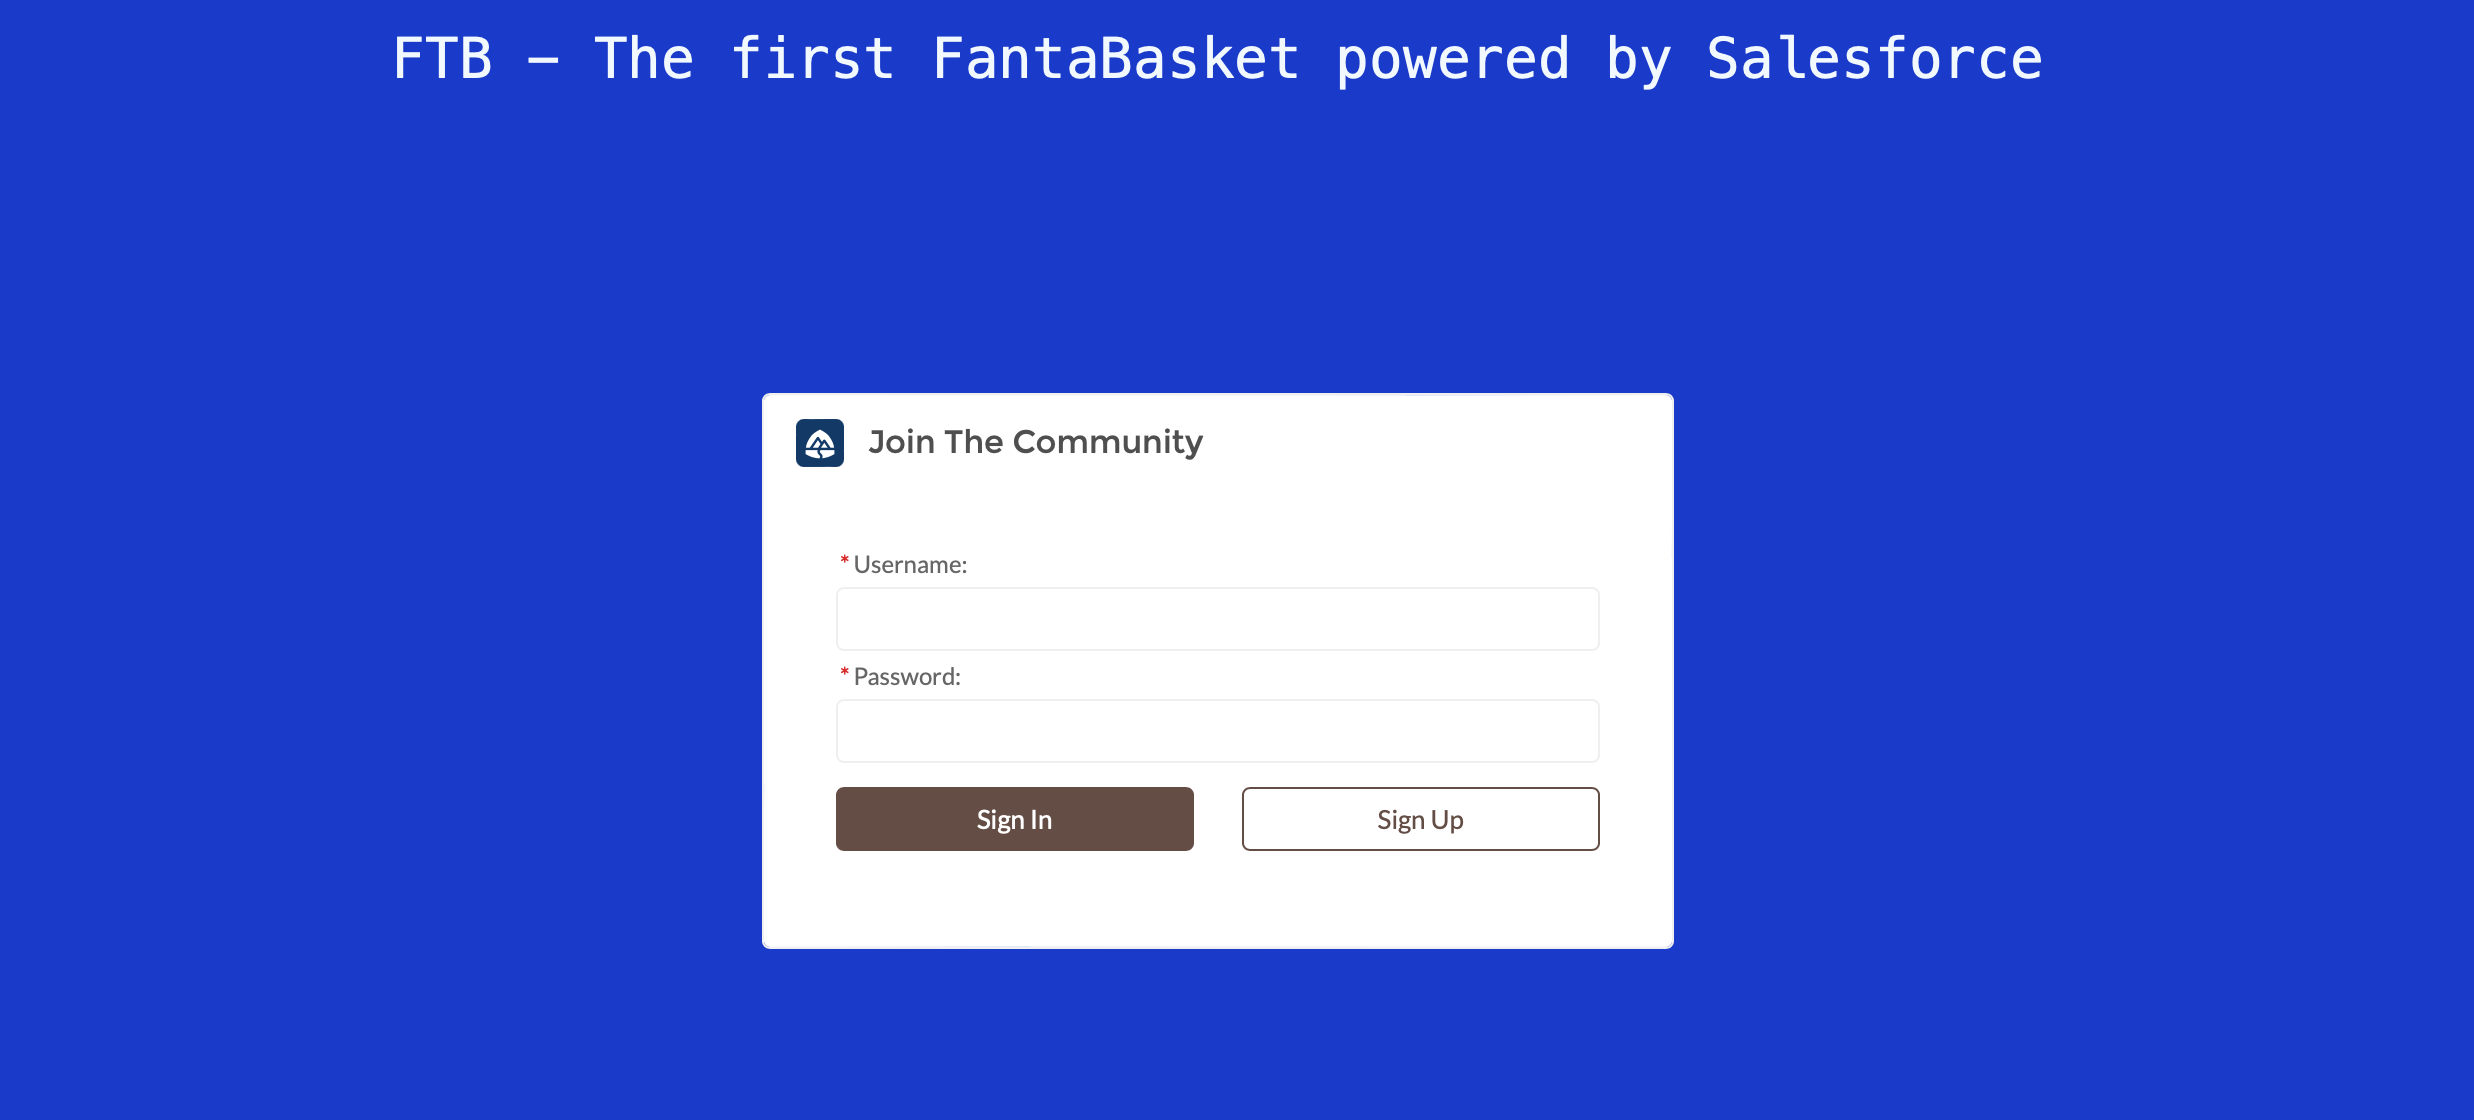 FTB – The first FantaBasket powered by Salesforce
Join The Community
* Username:
* Password:
Sign In
Sign Up